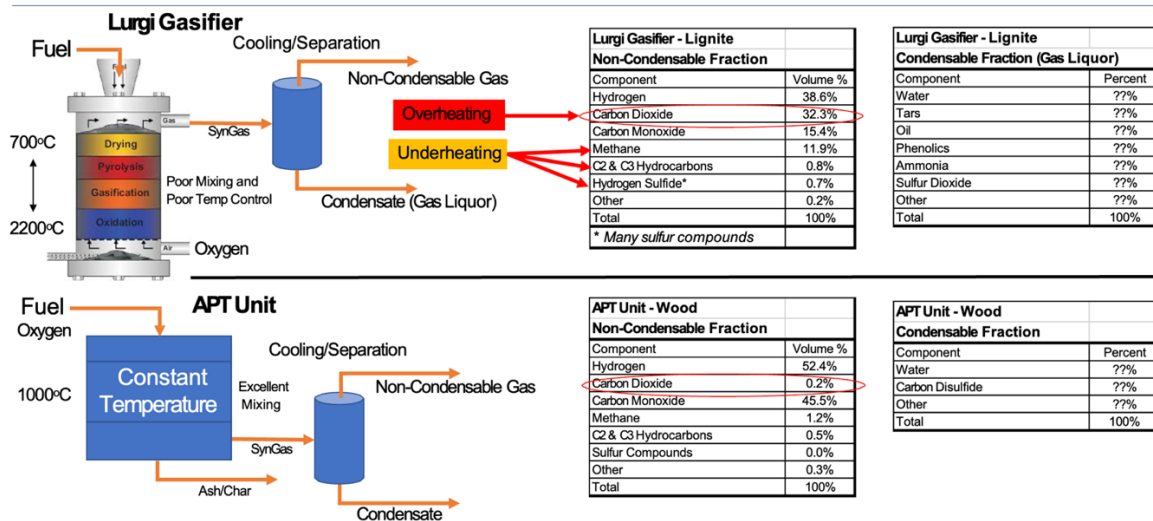 Lurgi Gasifier
Fuel
Fuel
Gas
700ºC
Drying
Pyrolysis
Gasification
Oxidation
2200ºC
Air
Oxygen
Poor Mixing and
Poor Temp Control
SynGas
Cooling/Separation
Non-Condensable Gas
Condensate (Gas Liquor)
Overheating
Underheating
Lurgi Gasifier - Lignite
Non-Condensable Fraction
Component Volume %
Hydrogen 38.6%
Carbon Dioxide 32.3%
Carbon Monoxide 15.4%
Methane 11.9%
C2 & C3 Hydrocarbons 0.8%
Hydrogen Sulfide* 0.7%
Other 0.2%
Total 100%
* Many sulfur compounds
Lurgi Gasifier - Lignite
Condensable Fraction (Gas Liquor)
Component Percent
Water ??%
Tars ??%
Oil ??%
Phenolics ??%
Ammonia ??%
Sulfur Dioxide ??%
Other ??%
Total 100%
APT Unit
Fuel
Oxygen
1000ºC
Constant
Temperature
Excellent
Mixing
SynGas
Ash/Char
Cooling/Separation
Non-Condensable Gas
Condensate
APT Unit - Wood
Non-Condensable Fraction
Component Volume %
Hydrogen 52.4%
Carbon Dioxide 0.2%
Carbon Monoxide 45.5%
Methane 1.2%
C2 & C3 Hydrocarbons 0.5%
Sulfur Compounds 0.0%
Other 0.3%
Total 100%
APT Unit - Wood
Condensable Fraction
Component Percent
Water ??%
Carbon Disulfide ??%
Other ??%
Total 100%